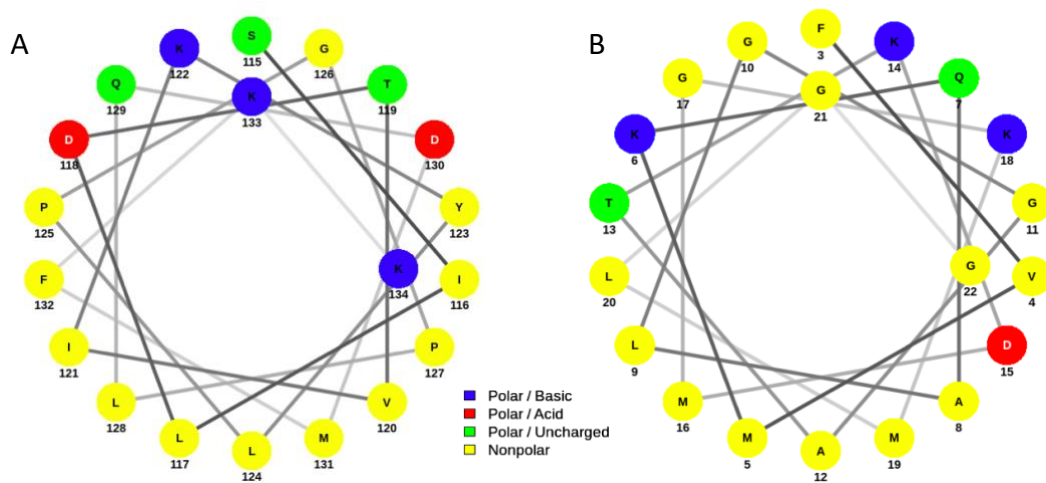 A
B
S
115
G
126
K
122
T
119
Q
129
K
133
D
130
D
118
P
125
Y
123
F
132
K
134
I
116
I
121
P
127
L
128
V
120
L
117
L
124
M
131
F
3
G
10
K
14
G
17
Q
7
G
21
K
6
K
18
T
13
G
11
L
20
G
22
V
4
L
9
D
15
M
16
A
8
M
5
A
12
M
19
Polar / Basic
Polar / Acid
Polar / Uncharged
Nonpolar